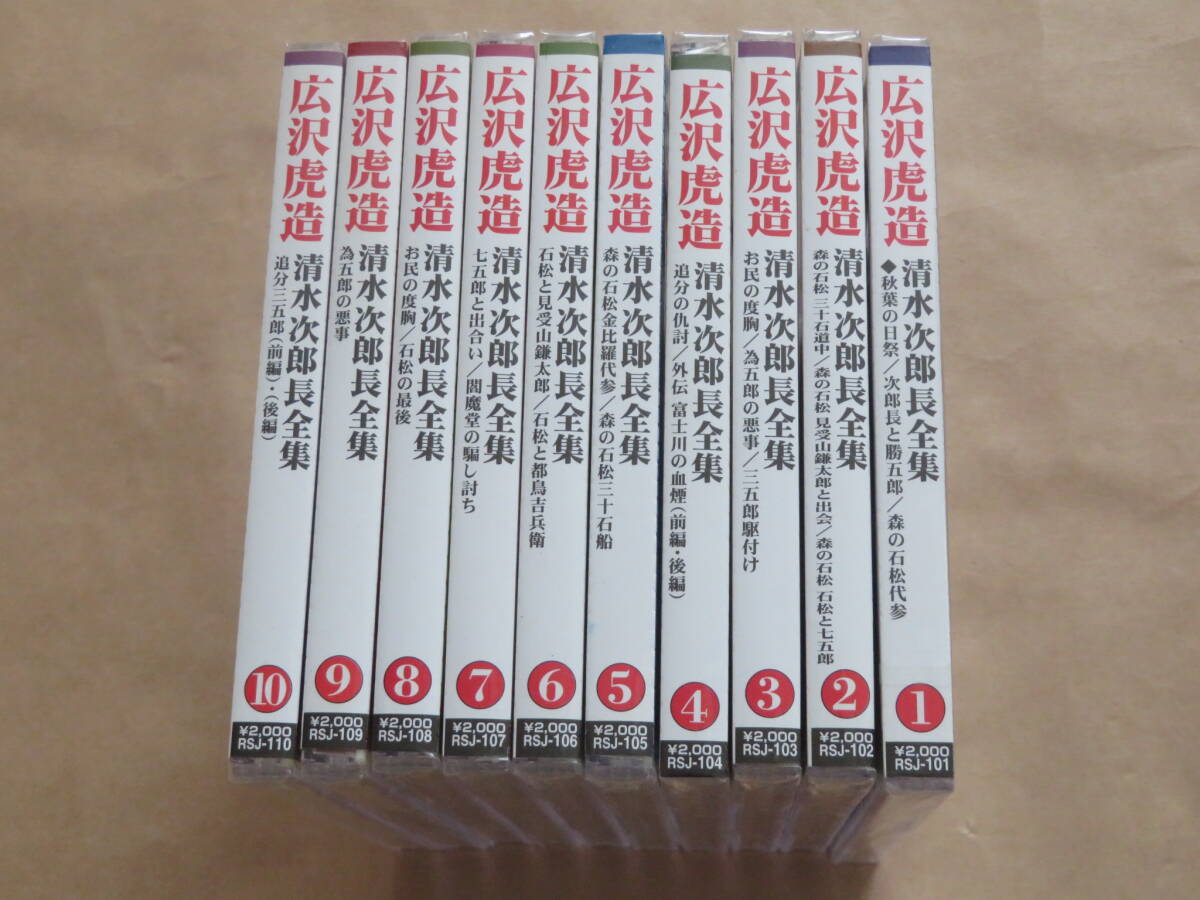 広沢虎造
清水次郎長全集
◆秋葉の日祭/次郎長と勝五郎/森の石松代参
1
¥2,000
RSJ-101
広沢虎造
清水次郎長全集
森の石松 三十石道中/森の石松 見受山鎌太郎と出会/森の石松 石松と七五郎
2
¥2,000
RSJ-102
広沢虎造
清水次郎長全集
お民の度胸/為五郎の悪事/三五郎駆付け
3
¥2,000
RSJ-103
広沢虎造
清水次郎長全集
追分の仇討/外伝 富士川の血煙(前編・後編)
4
¥2,000
RSJ-104
広沢虎造
清水次郎長全集
森の石松金比羅代参/森の石松三十石船
5
¥2,000
RSJ-105
広沢虎造
清水次郎長全集
石松と見受山鎌太郎/石松と都鳥吉兵衛
6
¥2,000
RSJ-106
広沢虎造
清水次郎長全集
七五郎と出合い/閻魔堂の騙し討ち
7
¥2,000
RSJ-107
広沢虎造
清水次郎長全集
お民の度胸/石松の最後
8
¥2,000
RSJ-108
広沢虎造
清水次郎長全集
為五郎の悪事
9
¥2,000
RSJ-109
広沢虎造
清水次郎長全集
追分三五郎(前編)・(後編)
10
¥2,000
RSJ-110